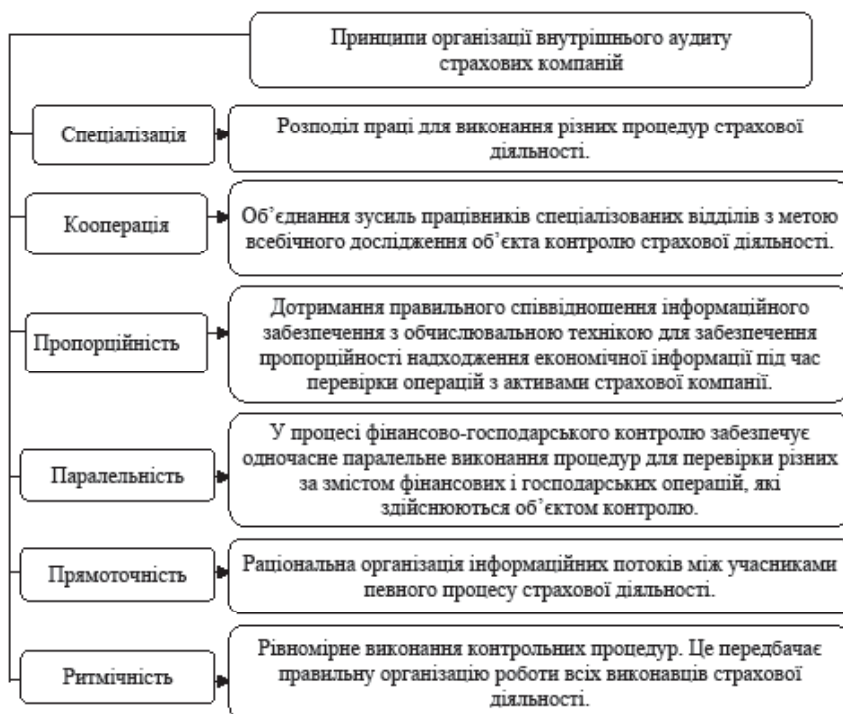 Принципи організації внутрішнього аудиту
страхових компаній
Спеціалізація
Розподіл праці для виконання різних процедур страхової
діяльності.
Кооперація
Об’єднання зусиль працівників спеціалізованих відділів з метою
всебічного дослідження об’єкта контролю страхової діяльності.
Пропорційність
Дотримання правильного співвідношення інформаційного
забезпечення з обчислювальною технікою для забезпечення
пропорційності надходження економічної інформації під час
перевірки операцій з активами страхової компанії.
Паралельність
У процесі фінансово-господарського контролю забезпечує
одночасне паралельне виконання процедур для перевірки різних
за змістом фінансових і господарських операцій, які
здійснюються об’єктом контролю.
Прямоточність
Раціональна організація інформаційних потоків між учасниками
певного процесу страхової діяльності.
Ритмічність
Рівномірне виконання контрольних процедур. Це передбачає
правильну організацію роботи всіх виконавців страхової
діяльності.